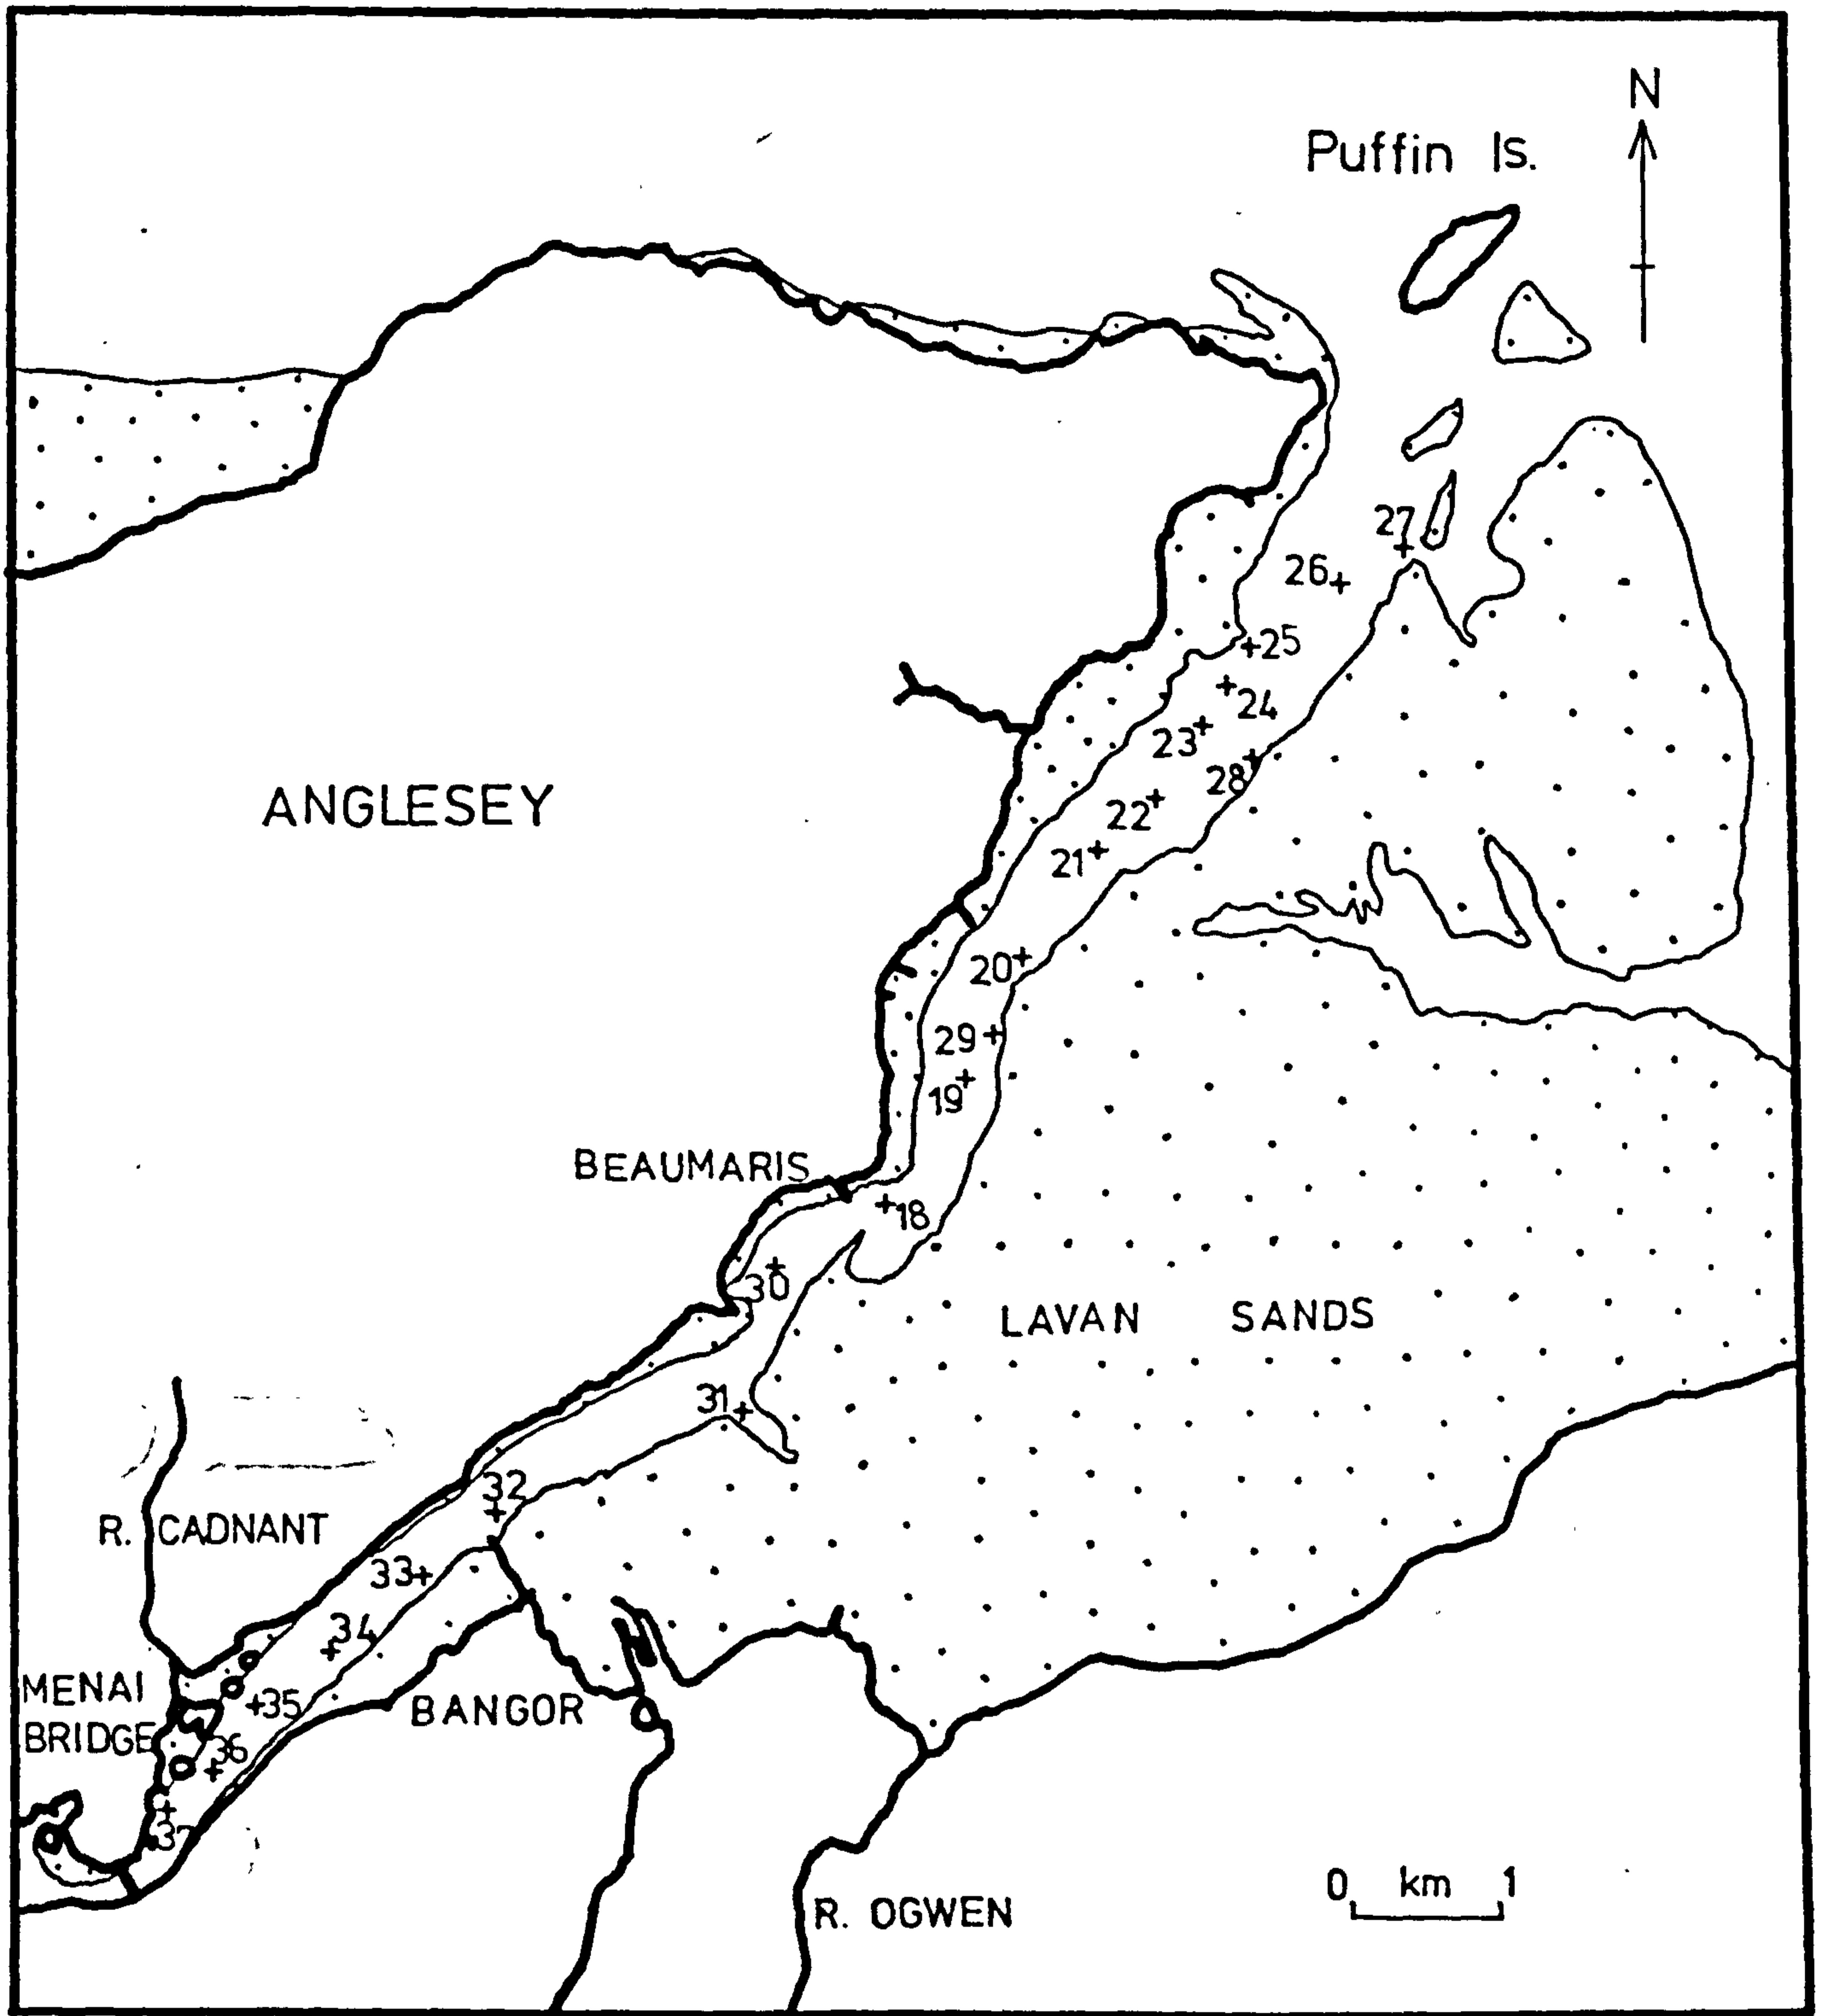 N
Puffin Is.
27
26
25
24
23
28
22
21
ANGLESEY
20
29
19
BEAUMARIS
18
30
LAVAN SANDS
31
32
R. CADNANT
33
34
MENAI
BRIDGE
35
BANGOR
36
37
0 km 1
R. OGWEN